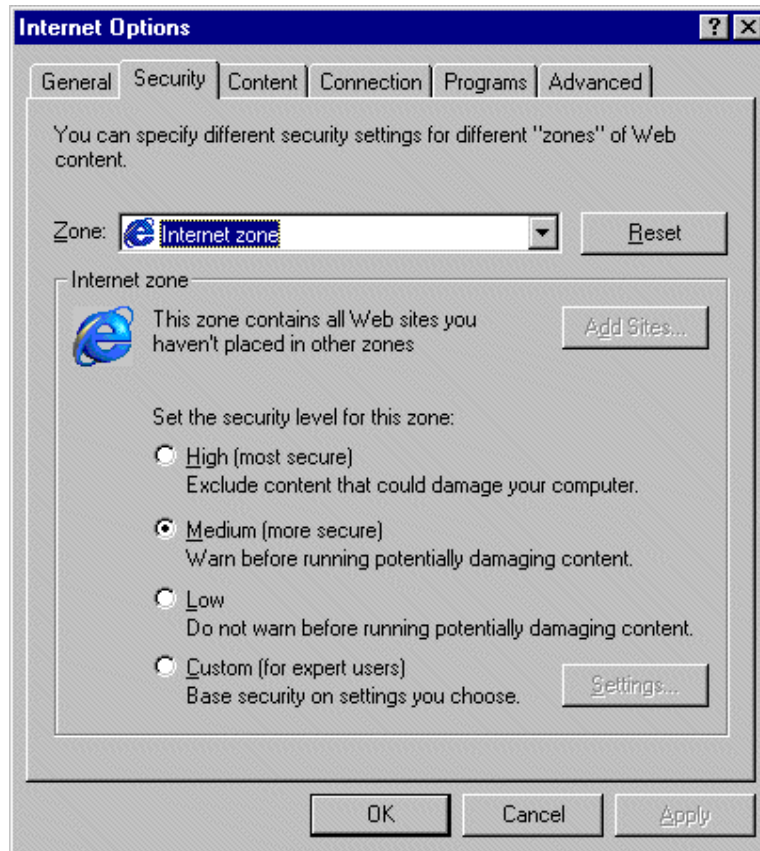 Internet Options
General Security Content Connection Programs Advanced
You can specify different security settings for different "zones" of Web
content.
Zone: Internet zone Reset
Internet zone
This zone contains all Web sites you
haven't placed in other zones
Add Sites...
Set the security level for this zone:
High (most secure)
Exclude content that could damage your computer.
Medium (more secure)
Warn before running potentially damaging content.
Low
Do not warn before running potentially damaging content.
Custom (for expert users)
Base security on settings you choose.
Settings...
OK Cancel Apply